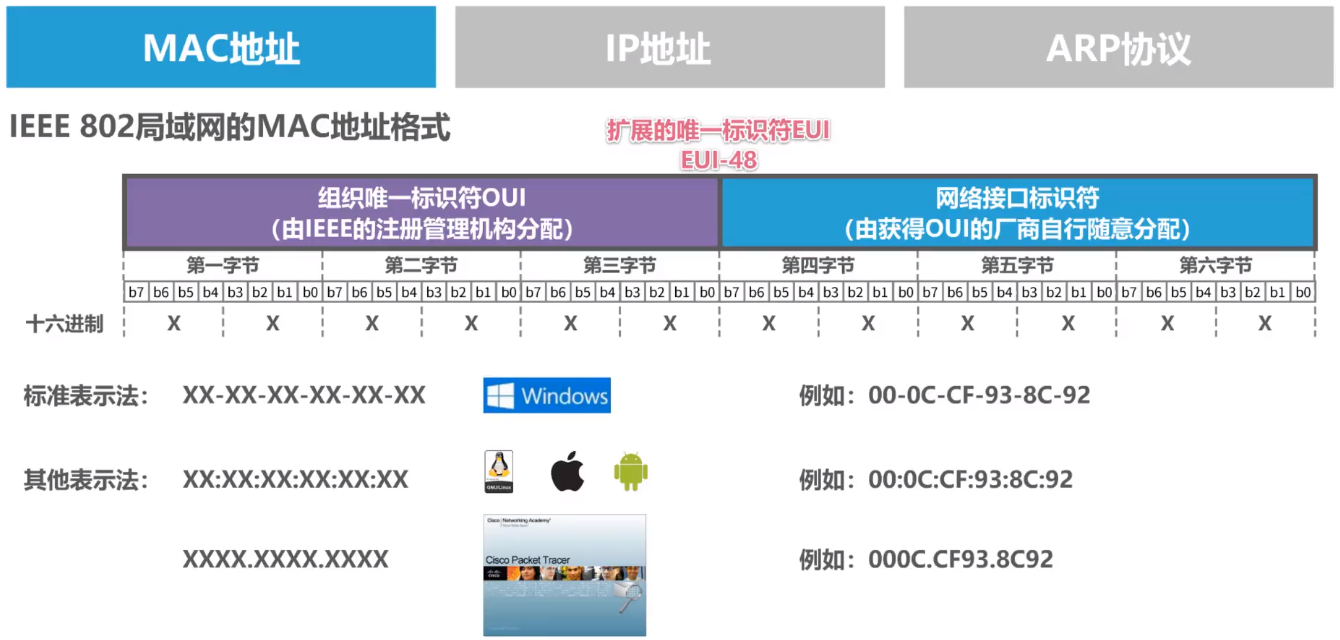 MAC地址
IP地址
ARP协议
IEEE 802局域网的MAC地址格式
扩展的唯一标识符EUI
EUI-48
组织唯一标识符OUI
（由IEEE的注册管理机构分配）
网络接口标识符
（由获得OUI的厂商自行随意分配）
第一字节 第二字节 第三字节 第四字节 第五字节 第六字节
b7 b6 b5 b4 b3 b2 b1 b0 b7 b6 b5 b4 b3 b2 b1 b0 b7 b6 b5 b4 b3 b2 b1 b0 b7 b6 b5 b4 b3 b2 b1 b0 b7 b6 b5 b4 b3 b2 b1 b0 b7 b6 b5 b4 b3 b2 b1 b0
十六进制 X X X X X X X X X X X X
标准表示法： XX-XX-XX-XX-XX-XX Windows 例如：00-0C-CF-93-8C-92
其他表示法： XX:XX:XX:XX:XX:XX 例如：00:0C:CF:93:8C:92
Cisco Networking Academy
Cisco Packet Tracer
XXXX.XXXX.XXXX 例如：000C.CF93.8C92